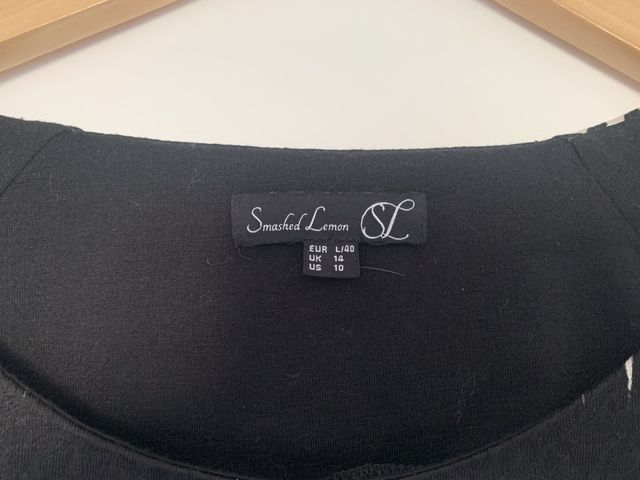 Smashed Lemon SL
EUR L/40
UK 14
US 10